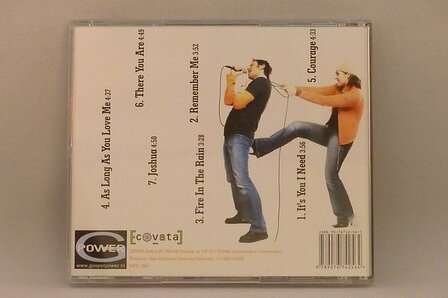 4. As Long As You Love Me 4:37
6. There You Are 4:49
7. Joshua 4:50
2. Remember Me 3:52
3. Fire In The Rain 3:28
1. It's You I Need 3:56
5. Courage 4:33
G POWER
www.gospelpower.nl
[covata]